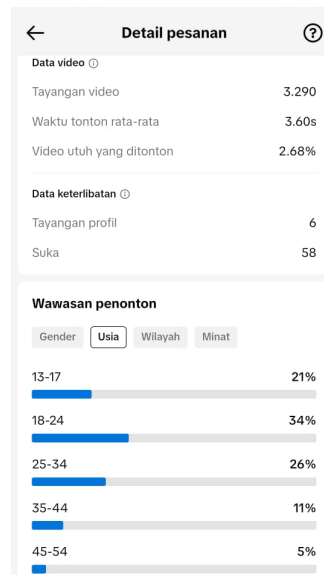 Detail pesanan
Data video
Tayangan video 3.290
Waktu tonton rata-rata 3.60s
Video utuh yang ditonton 2.68%
Data keterlibatan
Tayangan profil 6
Suka 58
Wawasan penonton
Gender Usia Wilayah Minat
13-17 21%
18-24 34%
25-34 26%
35-44 11%
45-54 5%